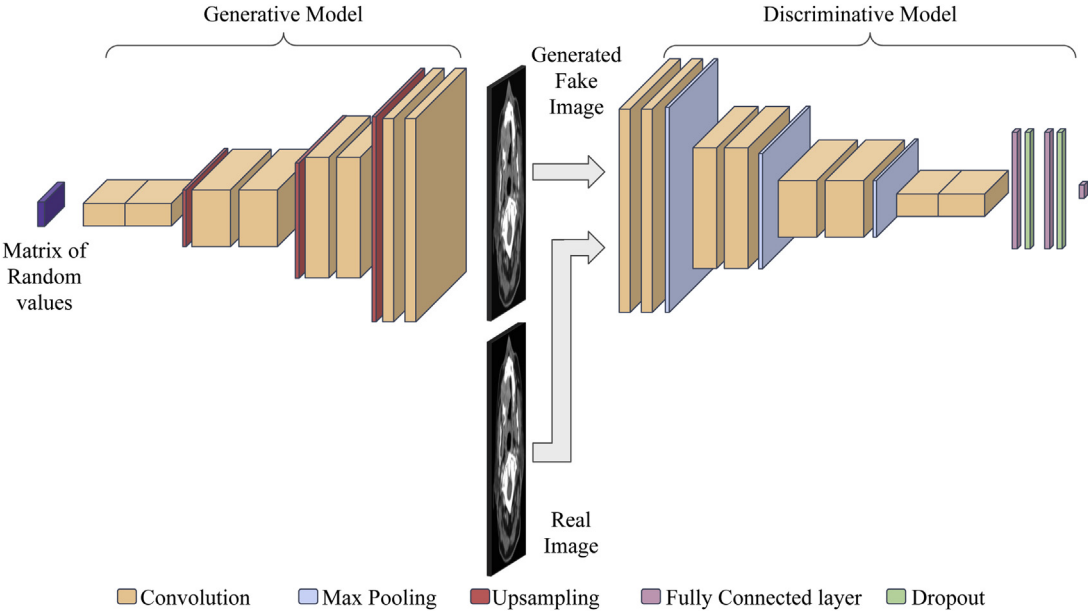 Generative Model
Discriminative Model
Generated
Fake
Image
Matrix of
Random
values
Real
Image
Convolution
Max Pooling
Upsampling
Fully Connected layer
Dropout